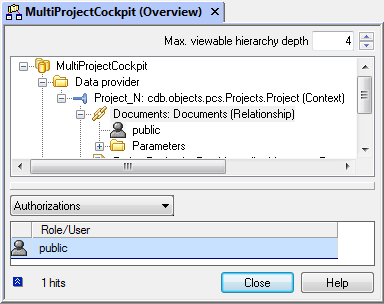 MultiProjectCockpit (Overview)
Max. viewable hierarchy depth 4
MultiProjectCockpit
Data provider
Project_N: cdb.objects.pcs.Projects.Project (Context)
Documents: Documents (Relationship)
public
Parameters
Authorizations
Role/User
public
1 hits
Close
Help